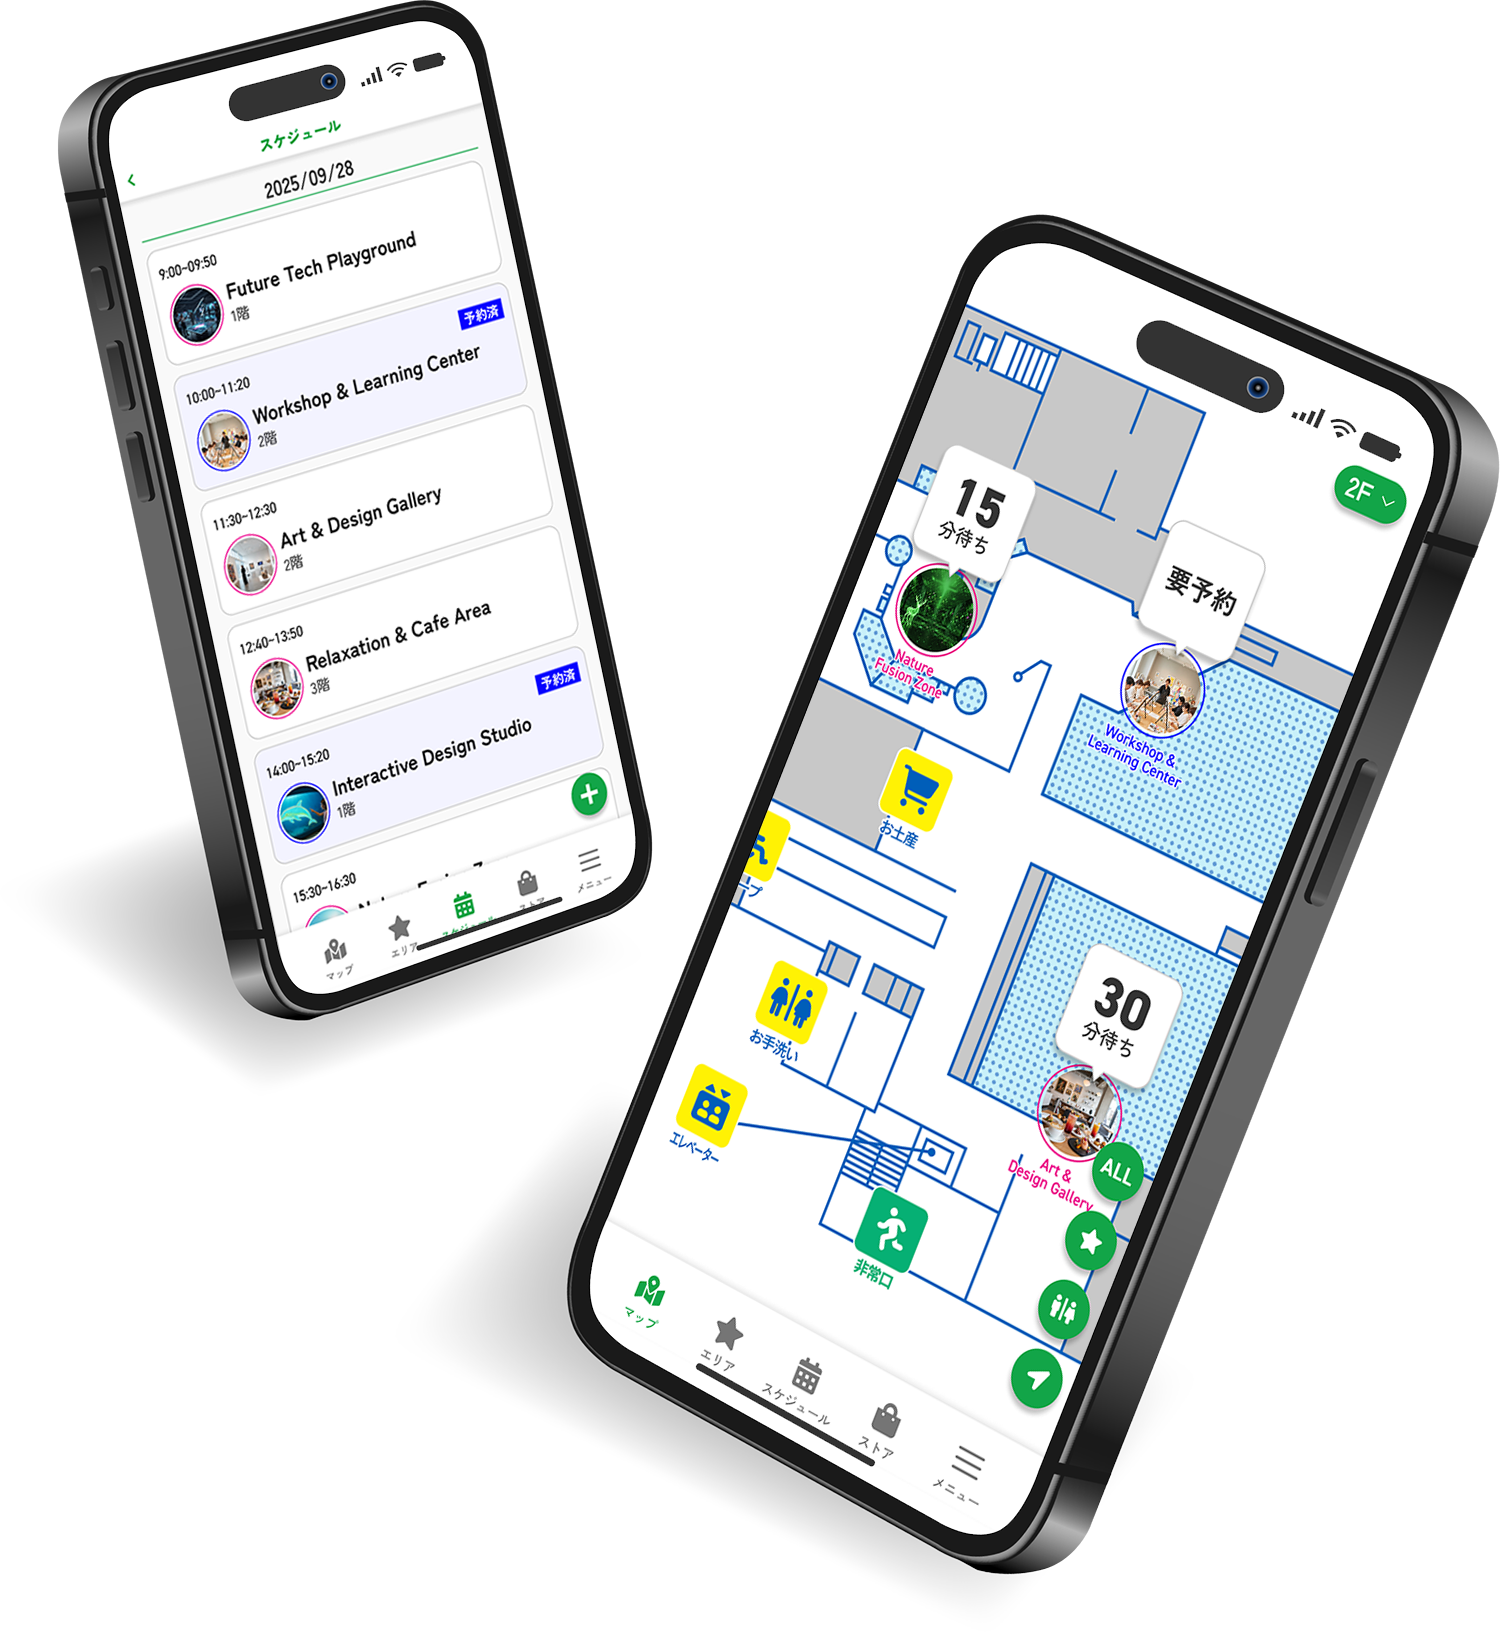 スケジュール
2025/09/28
9:00~09:50
Future Tech Playground
1階
予約済
10:00~11:20
Workshop & Learning Center
2階
11:30~12:30
Art & Design Gallery
2階
12:40~13:50
Relaxation & Cafe Area
3階
予約済
14:00~15:20
Interactive Design Studio
1階
15:30~16:30
マップ
エリア
スケジュール
ストア
メニュー
2F
15
分待ち
Nature
Fusion Zone
要予約
Workshop &
Learning Center
お土産
ープ
お手洗い
エレベーター
30
分待ち
Art &
Design Gallery
ALL
非常口
マップ
エリア
スケジュール
ストア
メニュー